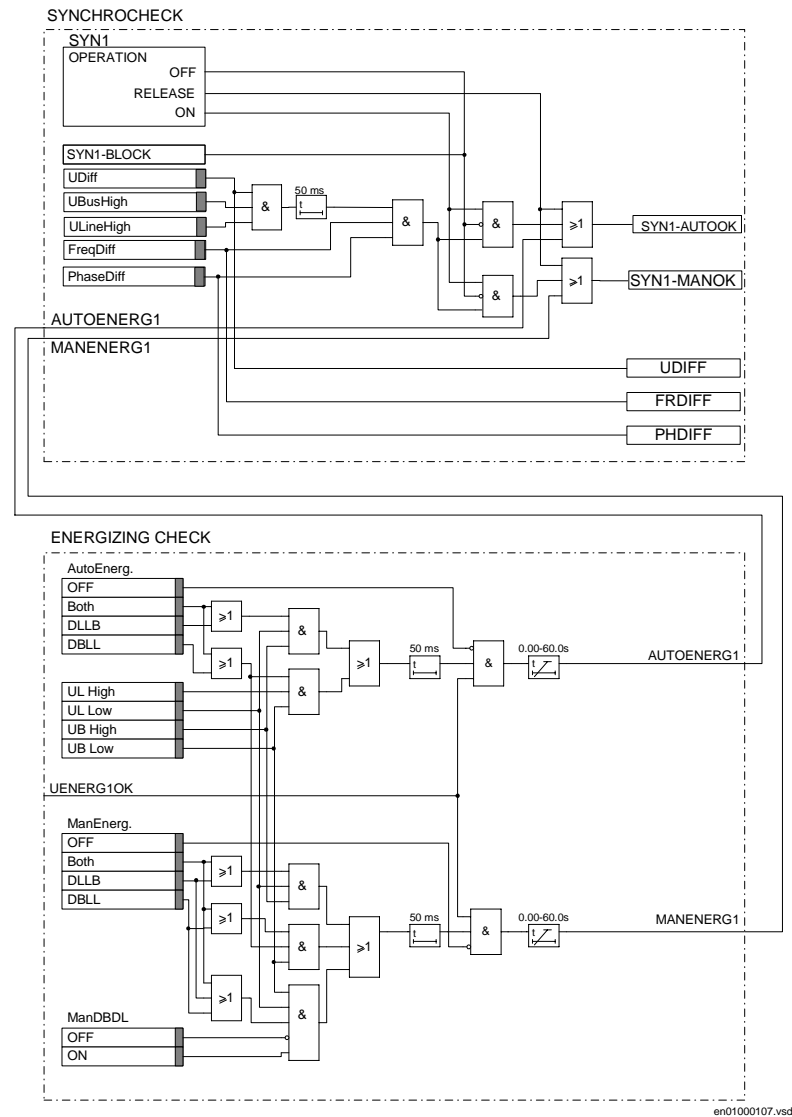 SYNCHROCHECK
SYN1
OPERATION
OFF
RELEASE
ON
SYN1-BLOCK
UDiff
UBusHigh
ULineHigh
FreqDiff
PhaseDiff
&
50 ms
t
&
&
&
≥1
≥1
SYN1-AUTOOK
SYN1-MANOK
AUTOENERG1
MANENERG1
UDIFF
FRDIFF
PHDIFF
ENERGIZING CHECK
AutoEnerg.
OFF
Both
DLLB
DBLL
≥1
≥1
&
&
≥1
50 ms
t
&
0.00-60.0s
t
AUTOENERG1
UL High
UL Low
UB High
UB Low
UENERG1OK
ManEnerg.
OFF
Both
DLLB
DBLL
≥1
≥1
≥1
&
&
&
≥1
50 ms
t
&
0.00-60.0s
t
MANENERG1
ManDBDL
OFF
ON
en01000107.vsd